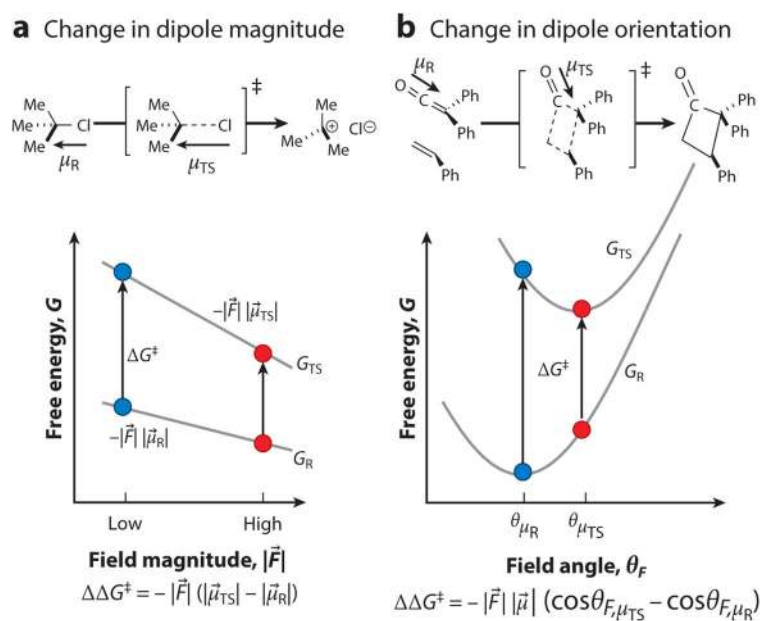 a Change in dipole magnitude
Me
Me
Me
Cl
μR
Me
Me
Me
Cl
μTS
‡
Me
Me
Me
⊕
Cl⊖
Free energy, G
−|F⃗| |μ⃗TS|
ΔG‡
GTS
−|F⃗| |μ⃗R|
GR
Low
High
Field magnitude, |F⃗|
ΔΔG‡ = − |F⃗| (|μ⃗TS| − |μ⃗R|)
b Change in dipole orientation
μR
O
C
Ph
Ph
Ph
μTS
O
C
Ph
Ph
Ph
‡
O
Ph
Ph
Ph
Free energy, G
GTS
ΔG‡
GR
θμR
θμTS
Field angle, θF
ΔΔG‡ = − |F⃗| |μ⃗| (cosθF,μTS − cosθF,μR)